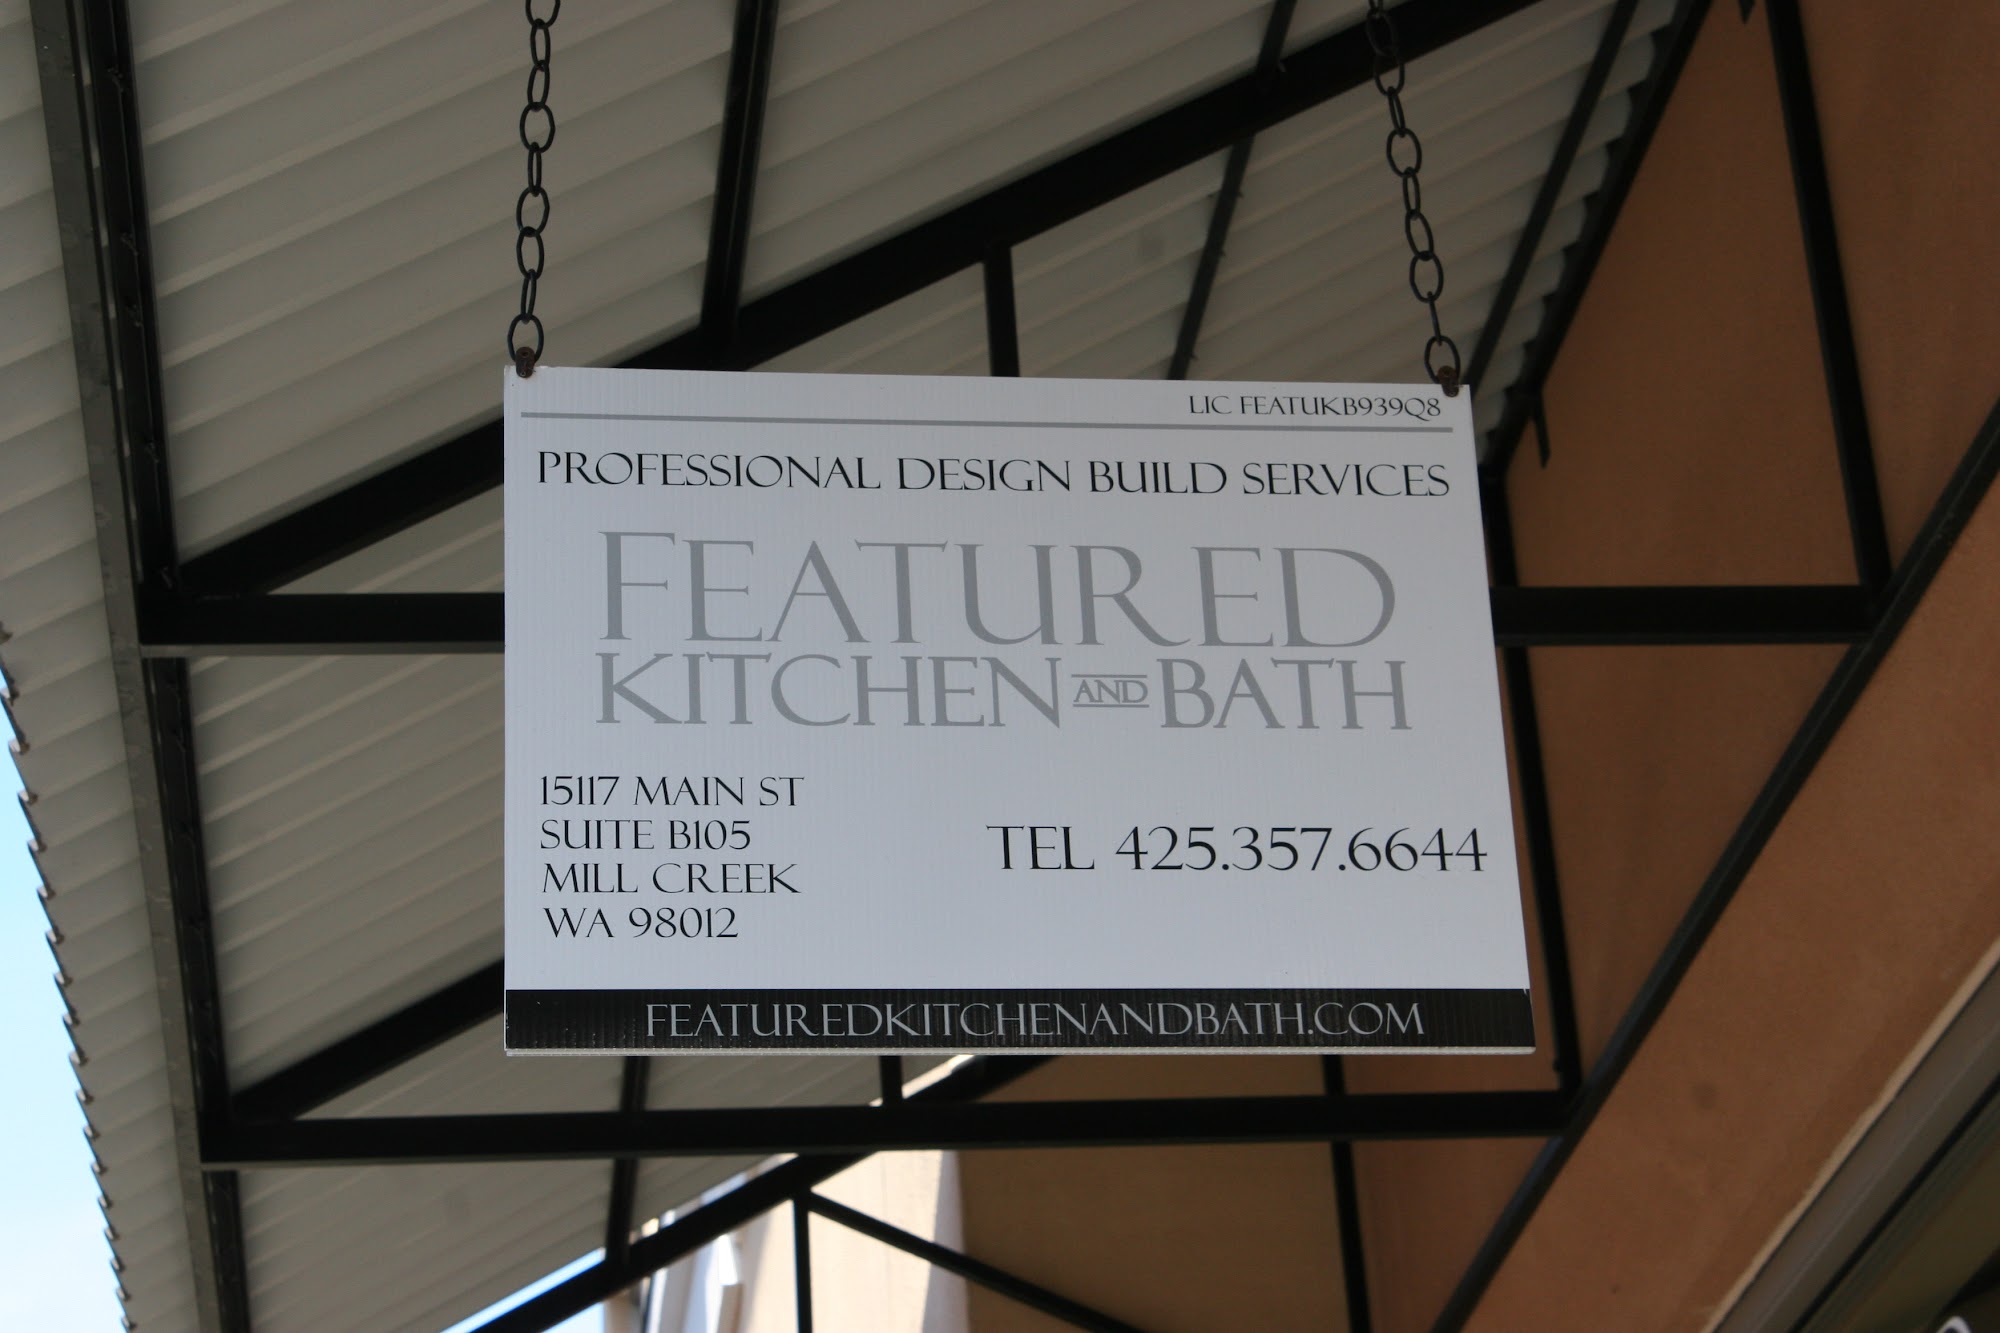 LIC FEATUKB939Q8
PROFESSIONAL DESIGN BUILD SERVICES
FEATURED
KITCHEN AND BATH
15117 MAIN ST
SUITE B105
MILL CREEK
WA 98012
TEL 425.357.6644
FEATUREDKITCHENANDBATH.COM